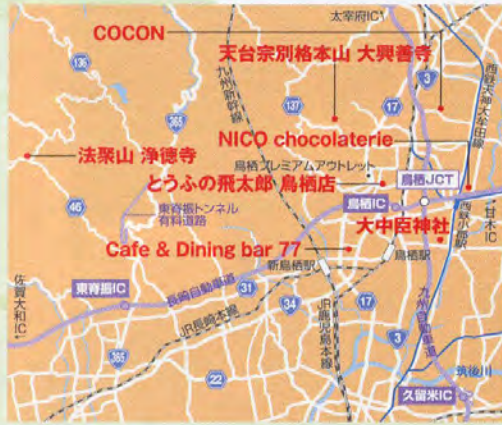 太宰府IC↑
COCON
天台宗別格本山 大興善寺
3
136
385
九州新幹線
137
17
西鉄天神大牟田線
NICO chocolaterie
法聚山 浄徳寺
鳥栖プレミアムアウトレット
とうふの飛太郎 鳥栖店
鳥栖JCT
46
東脊振トンネル
有料道路
鳥栖IC
→甘木IC
大中臣神社
西鉄小郡駅
Cafe & Dining bar 77
鳥栖駅
新鳥栖駅
佐賀大和IC↓
東脊振IC
長崎自動車道
31
34
17
JR長崎本線
JR鹿児島本線
九州自動車道
3
385
22
筑後川
久留米IC